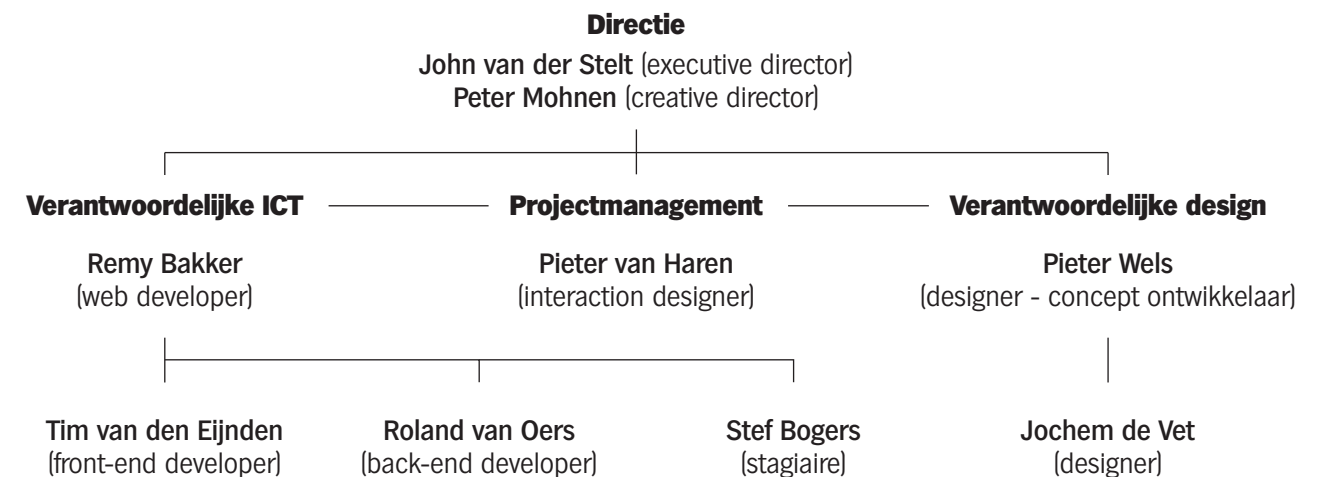 Directie
John van der Stelt (executive director)
Peter Mohnen (creative director)
Verantwoordelijke ICT
Projectmanagement
Verantwoordelijke design
Remy Bakker
(web developer)
Pieter van Haren
(interaction designer)
Pieter Wels
(designer - concept ontwikkelaar)
Tim van den Eijnden
(front-end developer)
Roland van Oers
(back-end developer)
Stef Bogers
(stagiaire)
Jochem de Vet
(designer)